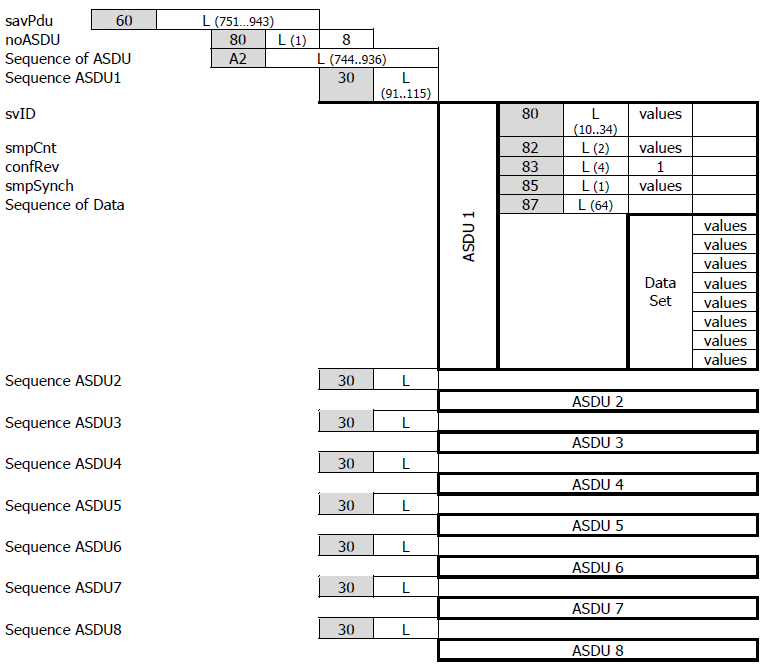 savPdu 60 L (751...943)
noASDU 80 L (1) 8
Sequence of ASDU A2 L (744..936)
Sequence ASDU1 30 L
(91..115)
svID 80 L values
(10..34)
smpCnt 82 L (2) values
confRev 83 L (4) 1
smpSynch 85 L (1) values
Sequence of Data 87 L (64)
ASDU 1
values
values
values
Data values
Set values
values
values
values
Sequence ASDU2 30 L
ASDU 2
Sequence ASDU3 30 L
ASDU 3
Sequence ASDU4 30 L
ASDU 4
Sequence ASDU5 30 L
ASDU 5
Sequence ASDU6 30 L
ASDU 6
Sequence ASDU7 30 L
ASDU 7
Sequence ASDU8 30 L
ASDU 8